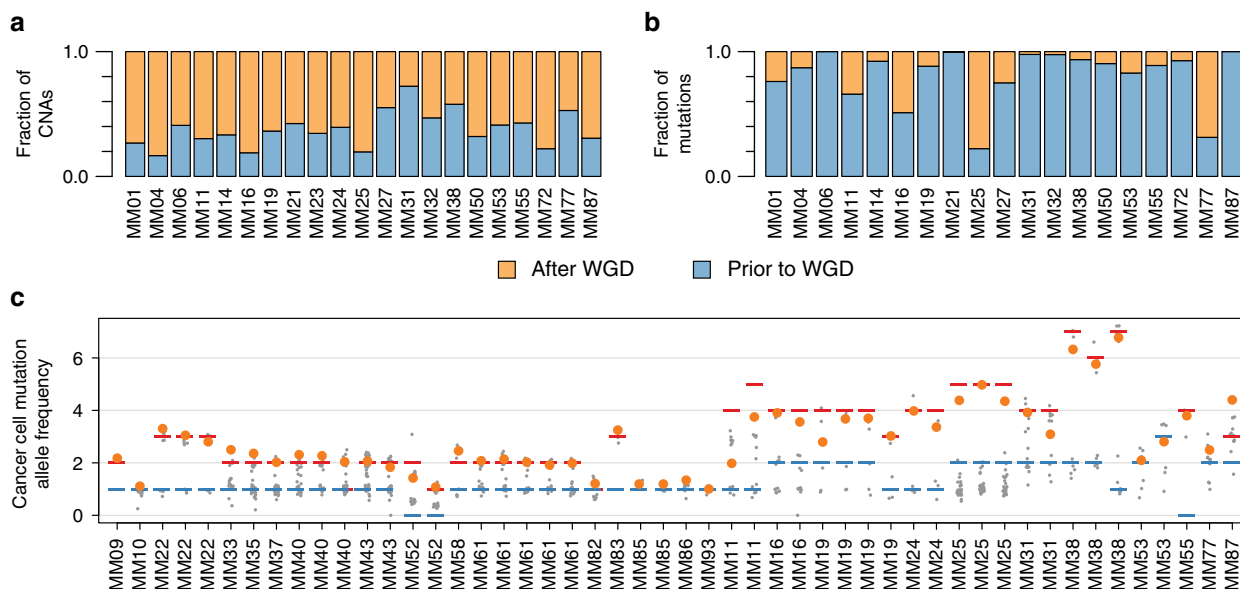 a
1.0
0.0
Fraction of
CNAs
MM01 MM04 MM06 MM11 MM14 MM16 MM19 MM21 MM23 MM24 MM25 MM27 MM31 MM32 MM38 MM50 MM53 MM55 MM72 MM77 MM87
b
1.0
0.0
Fraction of
mutations
MM01 MM04 MM06 MM11 MM14 MM16 MM19 MM21 MM25 MM27 MM31 MM32 MM38 MM50 MM53 MM55 MM72 MM77 MM87
After WGD
Prior to WGD
c
Cancer cell mutation
allele frequency
6
4
2
0
MM09 MM10 MM22 MM22 MM22 MM33 MM35 MM37 MM40 MM40 MM40 MM43 MM43 MM52 MM52 MM58 MM61 MM61 MM61 MM61 MM61 MM82 MM83 MM85 MM85 MM86 MM93 MM11 MM11 MM16 MM16 MM19 MM19 MM19 MM19 MM24 MM24 MM25 MM25 MM25 MM31 MM31 MM38 MM38 MM38 MM53 MM53 MM55 MM77 MM87